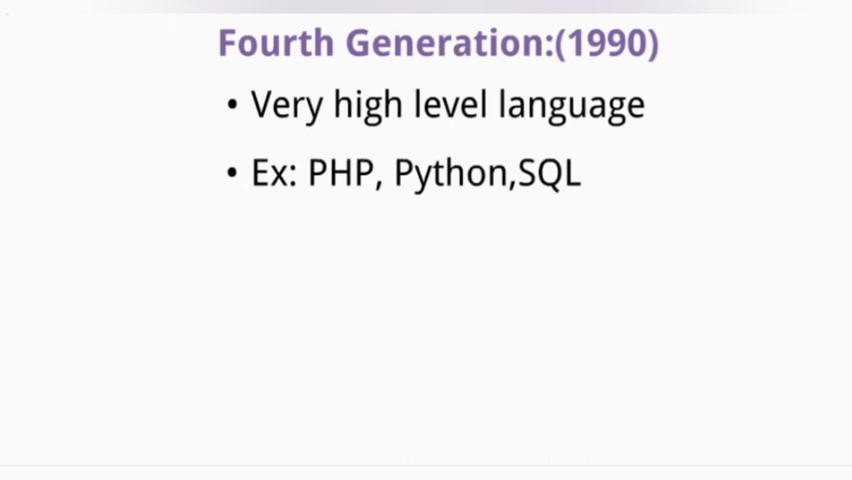 Fourth Generation:(1990)
• Very high level language
• Ex: PHP, Python,SQL